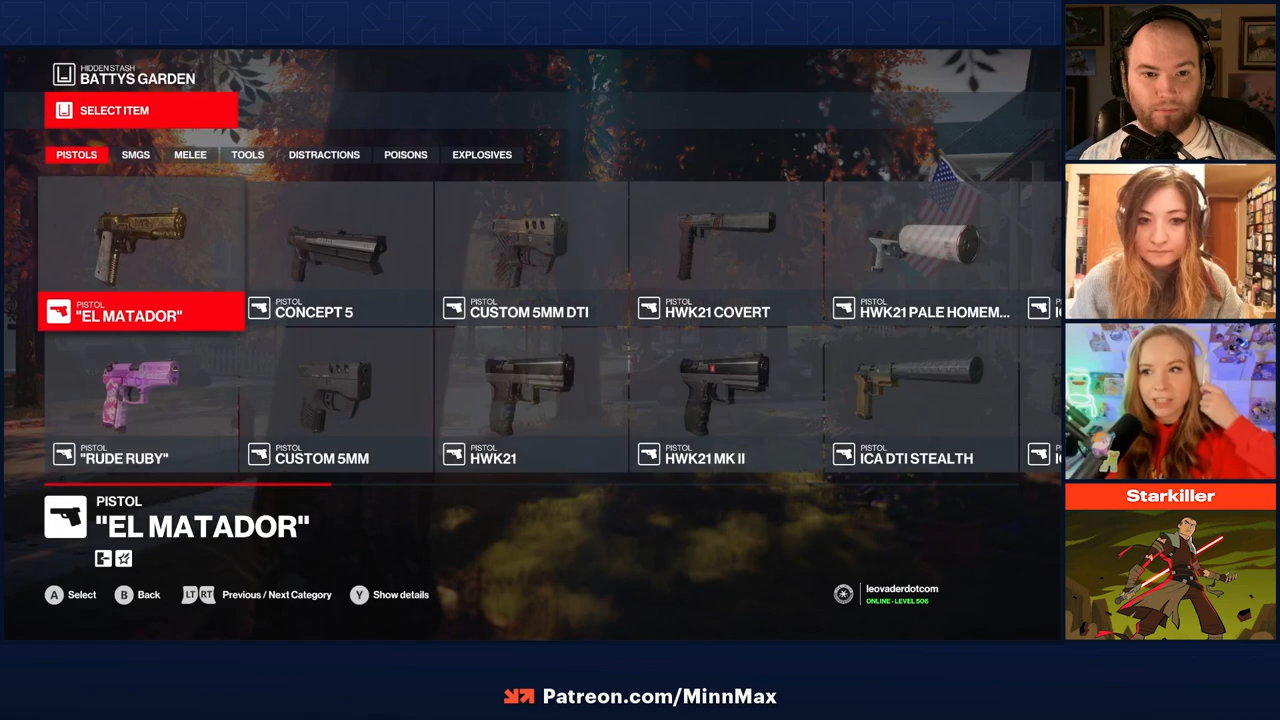 HIDDEN STASH
BATTYS GARDEN
SELECT ITEM
PISTOLS
SMGS
MELEE
TOOLS
DISTRACTIONS
POISONS
EXPLOSIVES
PISTOL
"EL MATADOR"
PISTOL
CONCEPT 5
PISTOL
CUSTOM 5MM DTI
PISTOL
HWK21 COVERT
PISTOL
HWK21 PALE HOMEM...
PISTOL
"RUDE RUBY"
PISTOL
CUSTOM 5MM
PISTOL
HWK21
PISTOL
HWK21 MK II
PISTOL
ICA DTI STEALTH
PISTOL
"EL MATADOR"
A Select
B Back
LT RT Previous / Next Category
Y Show details
leovaderdotcom
ONLINE - LEVEL 506
Starkiller
Patreon.com/MinnMax